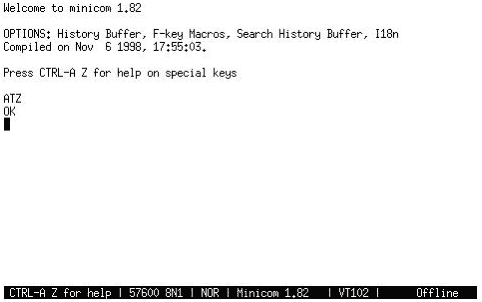 Welcome to minicom 1.82
OPTIONS: History Buffer, F-key Macros, Search History Buffer, I18n
Compiled on Nov  6 1998, 17:55:03.
Press CTRL-A Z for help on special keys
ATZ
OK
CTRL-A Z for help | 57600 8N1 | NOR | Minicom 1.82   | VT102 |      Offline